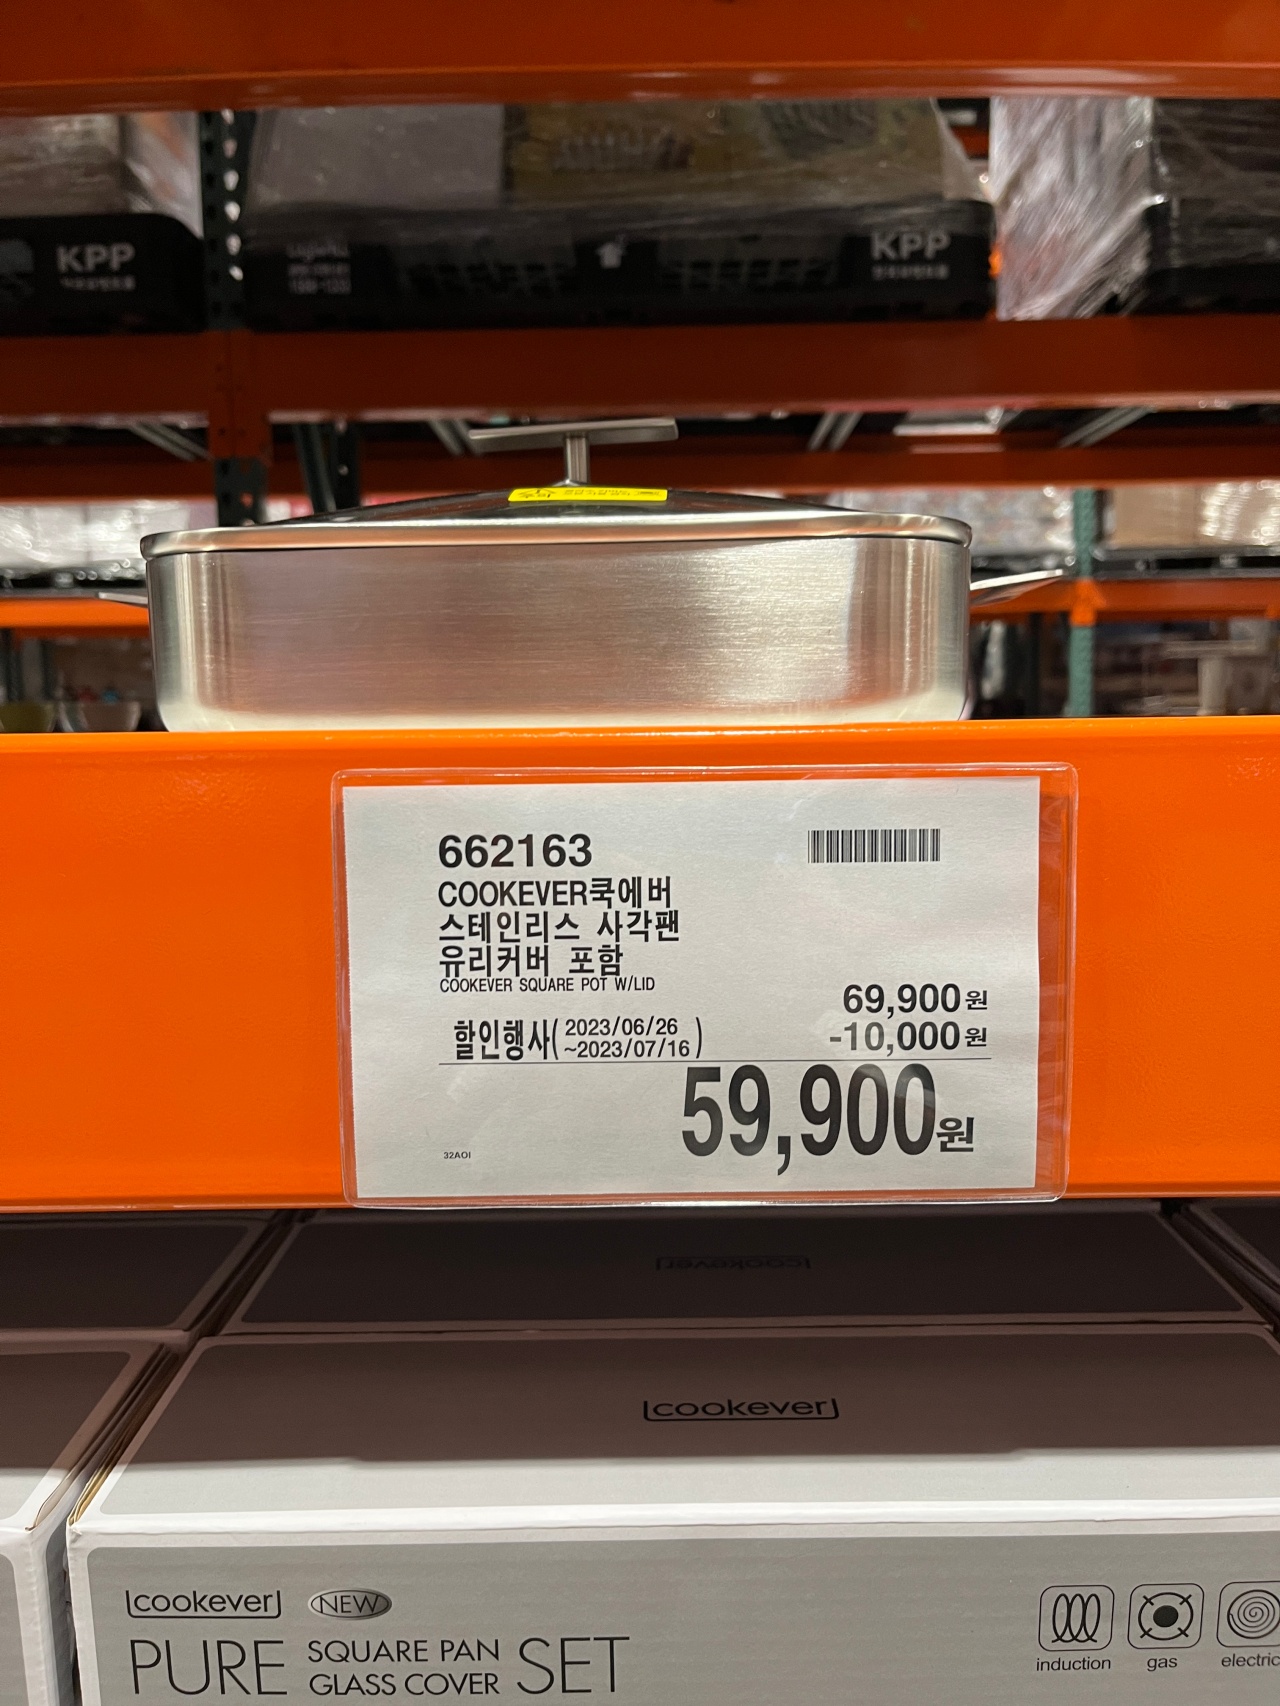 KPP
KPP
662163
COOKEVER쿡에버
스테인리스 사각팬
유리커버 포함
COOKEVER SQUARE POT W/LID
69,900원
할인행사( 2023/06/26 ~2023/07/16 )
-10,000원
59,900원
32AOI
cookever
cookever
cookever NEW
PURE SQUARE PAN GLASS COVER SET
induction gas electric